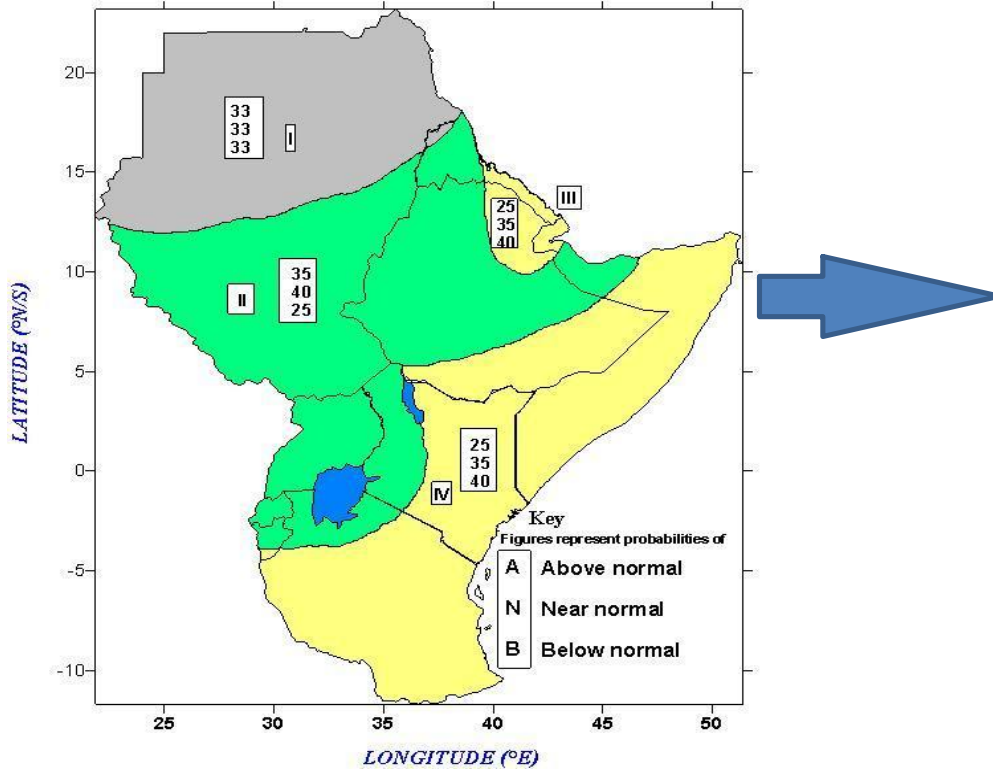 20
15
10
5
0
-5
-10
LATITUDE (°N/S)
33
33
33
I
25
35
40
III
II
35
40
25
25
35
40
IV
Key
Figures represent probabilities of
A Above normal
N Near normal
B Below normal
25 30 35 40 45 50
LONGITUDE (°E)